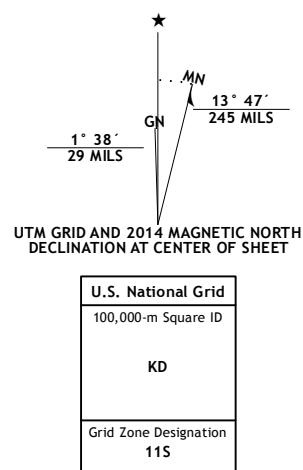 MN
GN
13° 47´
245 MILS
1° 38´
29 MILS
UTM GRID AND 2014 MAGNETIC NORTH
DECLINATION AT CENTER OF SHEET
U.S. National Grid
100,000-m Square ID
KD
Grid Zone Designation
11S